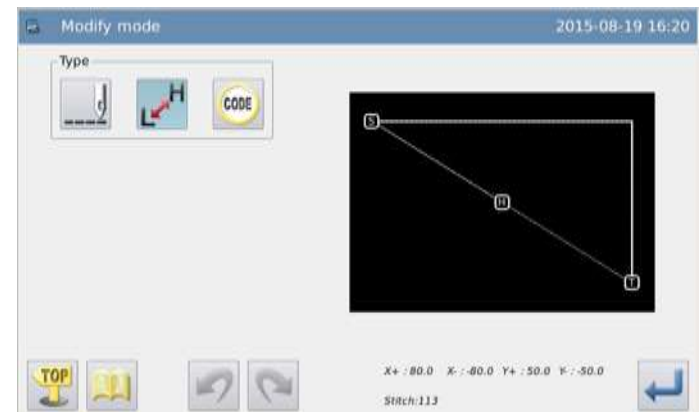 Modify mode 2015-08-19 16:20
Type
L H CODE
S
H
T
TOP
X+ : 80.0 X- : -80.0 Y+ : 50.0 Y- : -50.0
Stitch:113